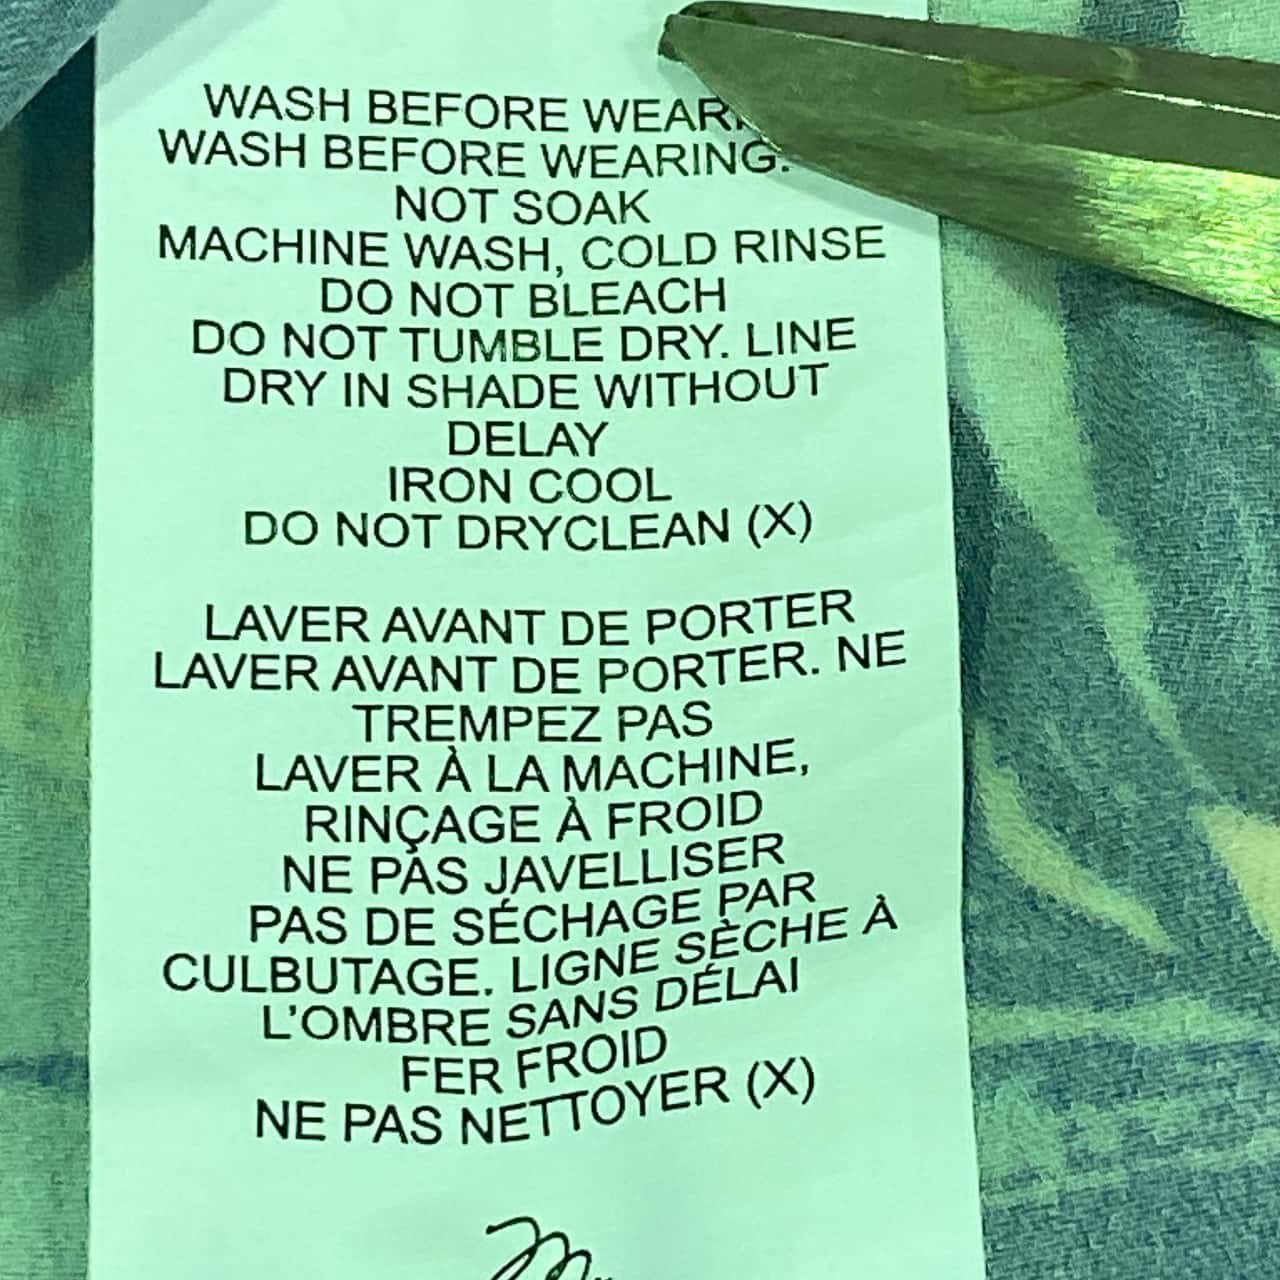 WASH BEFORE
WASH BEFORE WEARING.
NOT SOAK
MACHINE WASH, COLD RINSE
DO NOT BLEACH
DO NOT TUMBLE DRY. LINE
DRY IN SHADE WITHOUT
DELAY
IRON COOL
DO NOT DRYCLEAN (X)
LAVER AVANT DE PORTER
LAVER AVANT DE PORTER. NE
TREMPEZ PAS
LAVER À LA MACHINE,
RINÇAGE À FROID
NE PAS JAVELLISER
PAS DE SÉCHAGE PAR
CULBUTAGE. LIGNE SÈCHE À
L'OMBRE SANS DÉLAI
FER FROID
NE PAS NETTOYER (X)